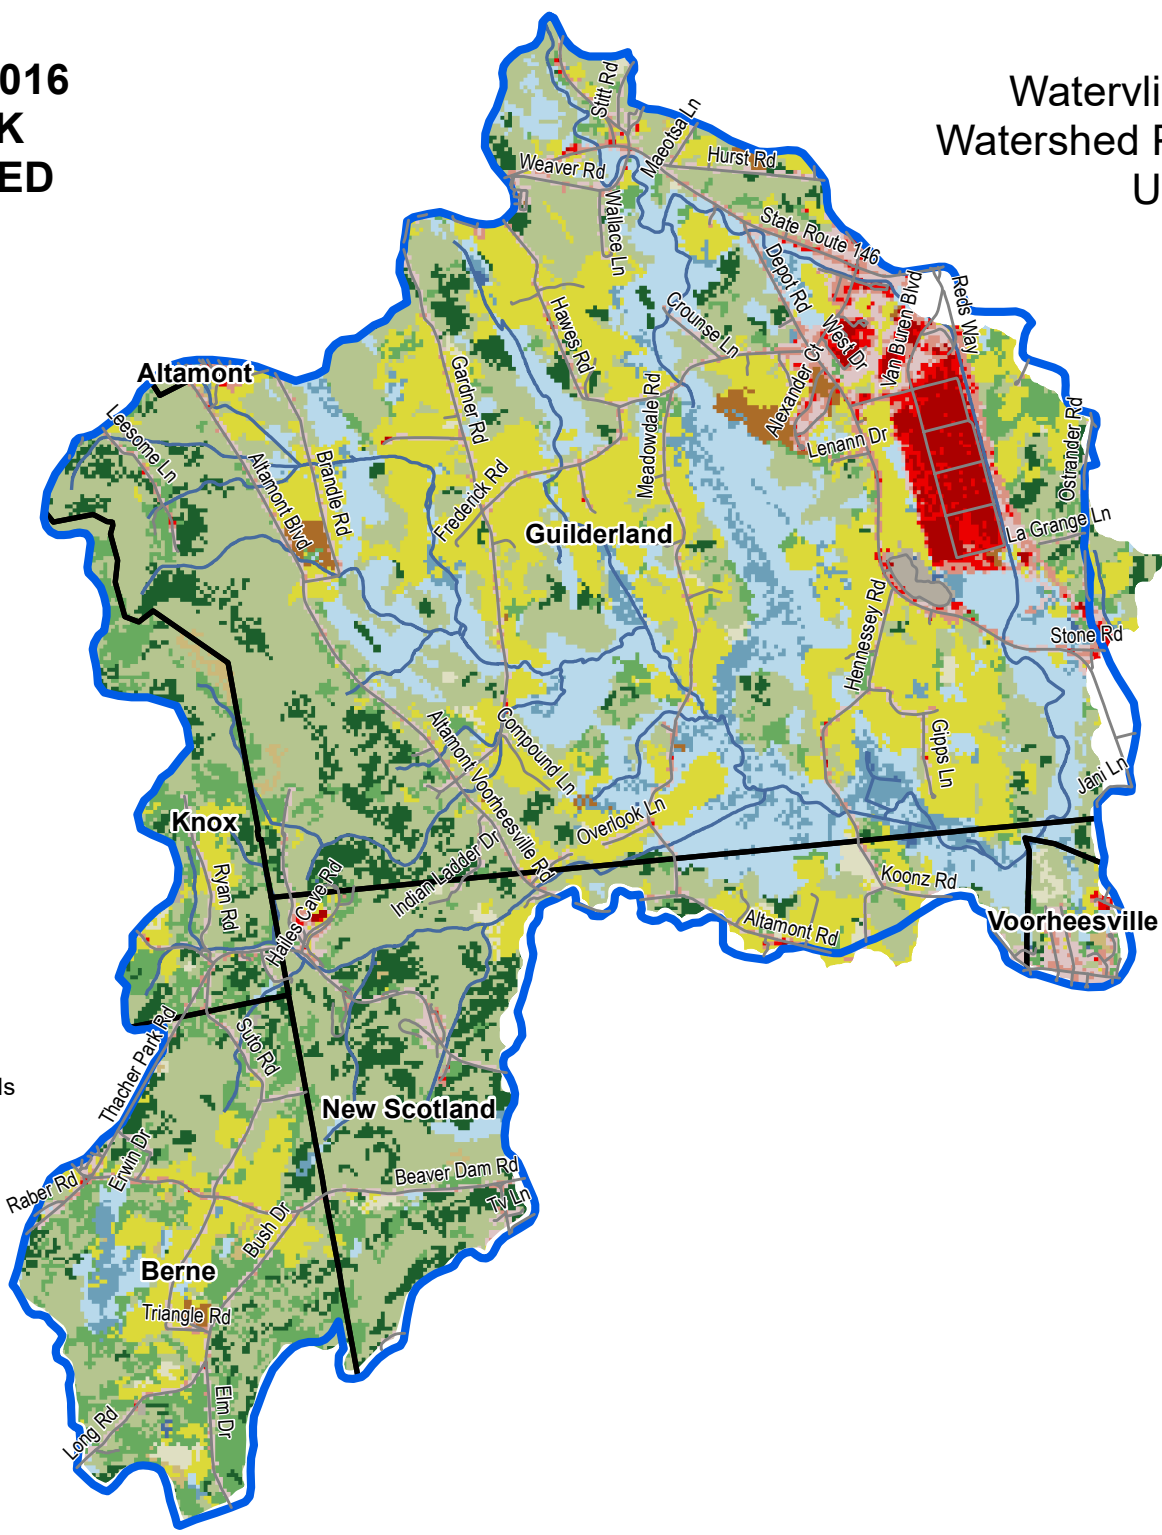 016
K
ED
Watervli
Watershed P
U
Stitt Rd
Maeotsa Ln
Hurst Rd
Weaver Rd
Wallace Ln
State Route 146
Depot Rd
Van Buren Blvd
Reds Way
Crounse Ln
West Dr
Hawes Rd
Alexander Ct
Altamont
Gardner Rd
Meadowdale Rd
Leesome Ln
Lenann Dr
Ostrander Rd
Altamont Blvd
Brandle Rd
Frederick Rd
Guilderland
La Grange Ln
Hennessey Rd
Stone Rd
Compound Ln
Altamont Voorheesville Rd
Gipps Ln
Jani Ln
Knox
Overlook Ln
Indian Ladder Dr
Ryan Rd
Hailes Cave Rd
Koonz Rd
Altamont Rd
Voorheesville
Suto Rd
Thacher Park Rd
ls
New Scotland
Erwin Dr
Beaver Dam Rd
Raber Rd
Tv Ln
Bush Dr
Berne
Triangle Rd
Elm Dr
Long Rd